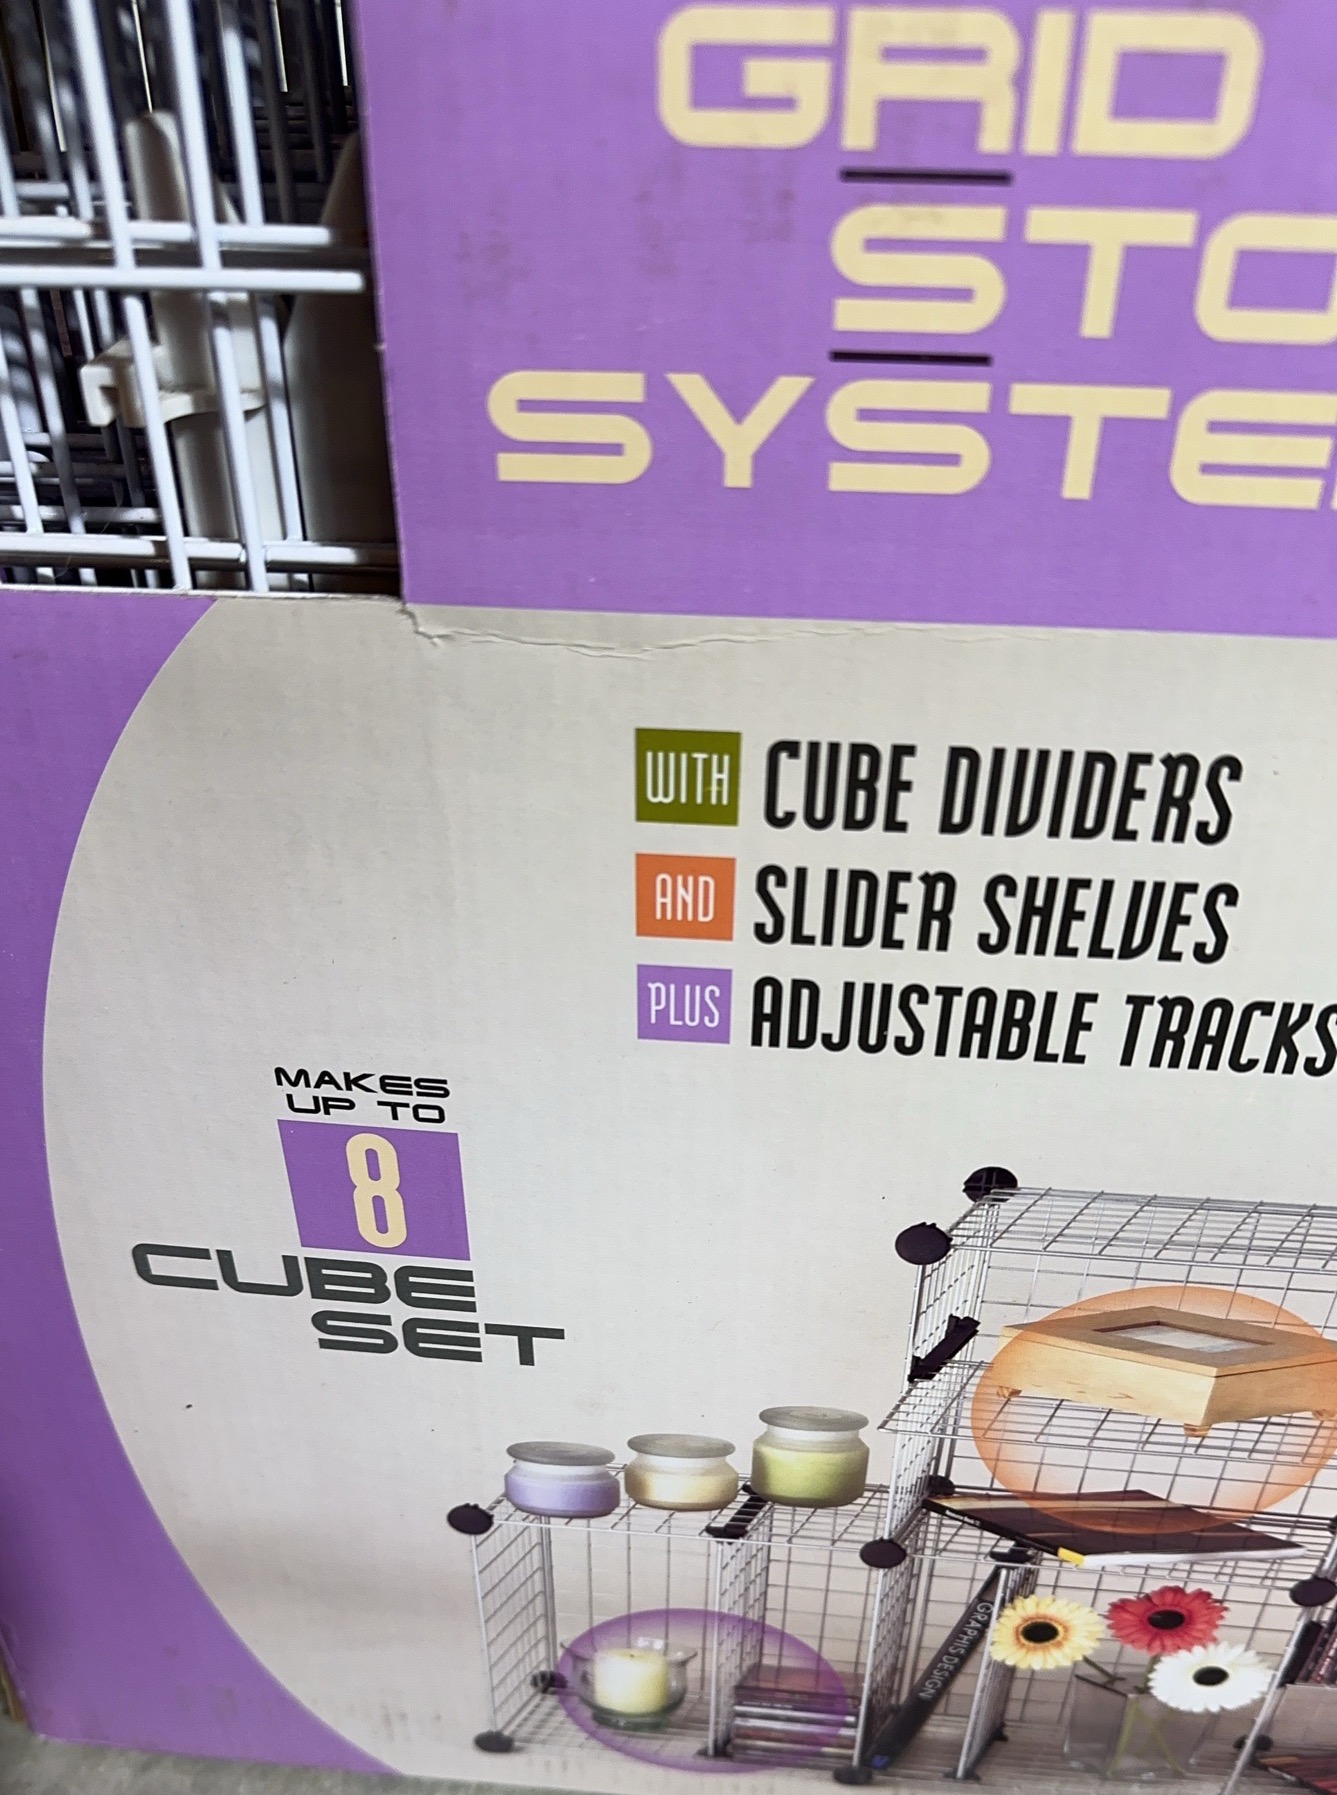 GRID
STO
SYSTE
WITH CUBE DIVIDERS
AND SLIDER SHELVES
PLUS ADJUSTABLE TRACKS
MAKES
UP TO
8
CUBE
SET
GRAPHIS DESIGN